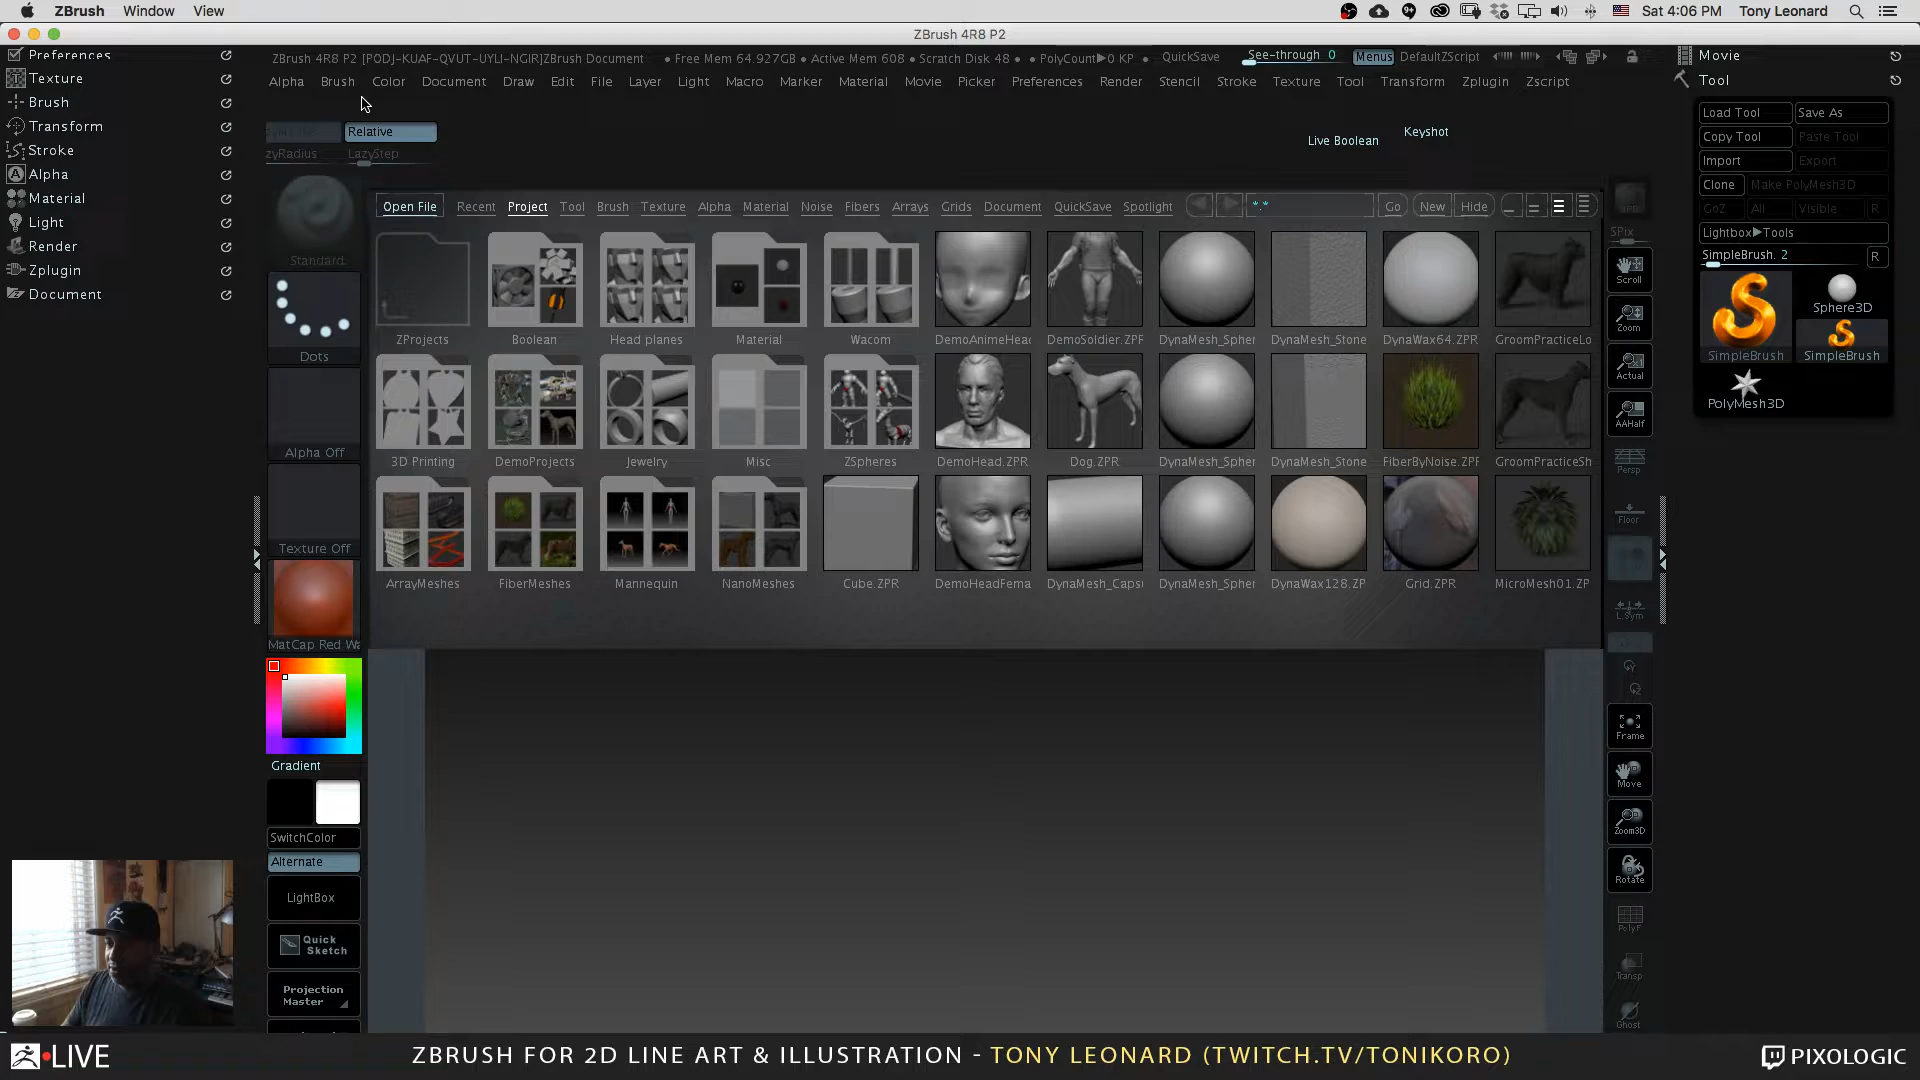 ZBrush Window View
9+
Sat 4:06 PM Tony Leonard
ZBrush 4R8 P2
Preferences
Texture
Brush
Transform
Stroke
Alpha
Material
Light
Render
Zplugin
Document
ZBrush 4R8 P2 [PODJ-KUAF-QVUT-UYLI-NGIR]ZBrush Document • Free Mem 64.927GB • Active Mem 608 • Scratch Disk 48 • • PolyCount▶0 KP •
QuickSave See-through 0 Menus DefaultZScript
Alpha Brush Color Document Draw Edit File Layer Light Macro Marker Material Movie Picker Preferences Render Stencil Stroke Texture Tool Transform Zplugin Zscript
Relative
zyRadius LazyStep
Live Boolean Keyshot
Standard
Dots
Alpha Off
Texture Off
MatCap Red Wa
Gradient
SwitchColor
Alternate
LightBox
Quick
Sketch
Projection
Master
Open File Recent Project Tool Brush Texture Alpha Material Noise Fibers Arrays Grids Document QuickSave Spotlight *.* Go New Hide
ZProjects Boolean Head planes Material Wacom DemoAnimeHead DemoSoldier.ZPR DynaMesh_Spher DynaMesh_Stone DynaWax64.ZPR GroomPracticeLo
3D Printing DemoProjects Jewelry Misc ZSpheres DemoHead.ZPR Dog.ZPR DynaMesh_Spher DynaMesh_Stone FiberByNoise.ZPF GroomPracticeSh
ArrayMeshes FiberMeshes Mannequin NanoMeshes Cube.ZPR DemoHeadFema DynaMesh_Capsu DynaMesh_Spher DynaWax128.ZP Grid.ZPR MicroMesh01.ZP
SPix
Scroll
Zoom
Actual
AAHalf
Persp
Floor
L.Sym
Frame
Move
Zoom3D
Rotate
PolyF
Transp
Ghost
Movie
Tool
Load Tool Save As
Copy Tool Paste Tool
Import Export
Clone Make PolyMesh3D
GoZ All Visible R
Lightbox▶Tools
SimpleBrush. 2 R
Sphere3D
SimpleBrush SimpleBrush
PolyMesh3D
LIVE
ZBRUSH FOR 2D LINE ART & ILLUSTRATION - TONY LEONARD (TWITCH.TV/TONIKORO)
PIXOLOGIC